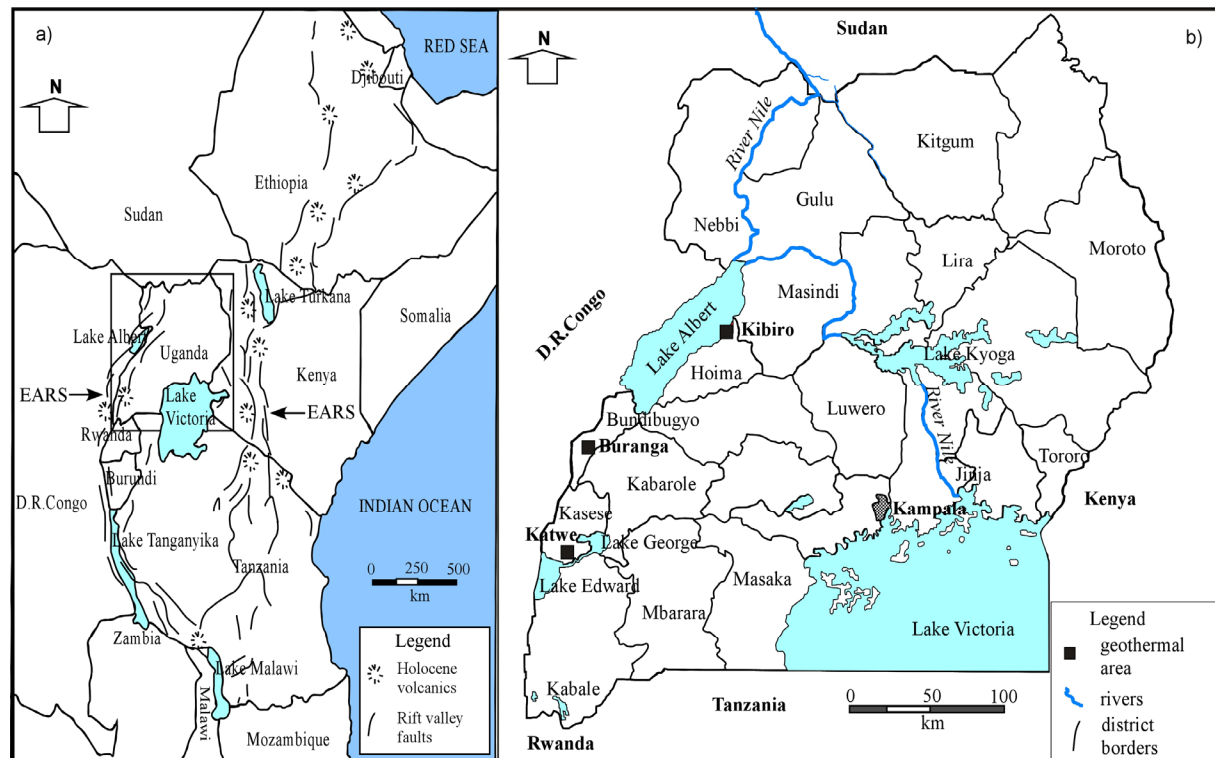 a)
N
RED SEA
Djibouti
Ethiopia
Sudan
Lake Turkana
Somalia
Lake Albert
Uganda
Kenya
EARS
Lake
Victoria
EARS
Rwanda
Burundi
D.R.Congo
INDIAN OCEAN
Lake Tanganyika
Tanzania
0 250 500
km
Zambia
Lake Malawi
Malawi
Mozambique
Legend
Holocene
volcanics
Rift valley
faults
b)
N
Sudan
Kitgum
River Nile
Gulu
Nebbi
Moroto
Lira
Masindi
D.R.Congo
Lake Albert
Kibiro
Lake Kyoga
Hoima
Luwero
Bundibugyo
River Nile
Buranga
Tororo
Jinja
Kabarole
Kenya
Kampala
Kasese
Katwe
Lake George
Masaka
Lake Edward
Mbarara
Lake Victoria
Kabale
Tanzania
Rwanda
0 50 100
km
Legend
geothermal
area
rivers
district
borders